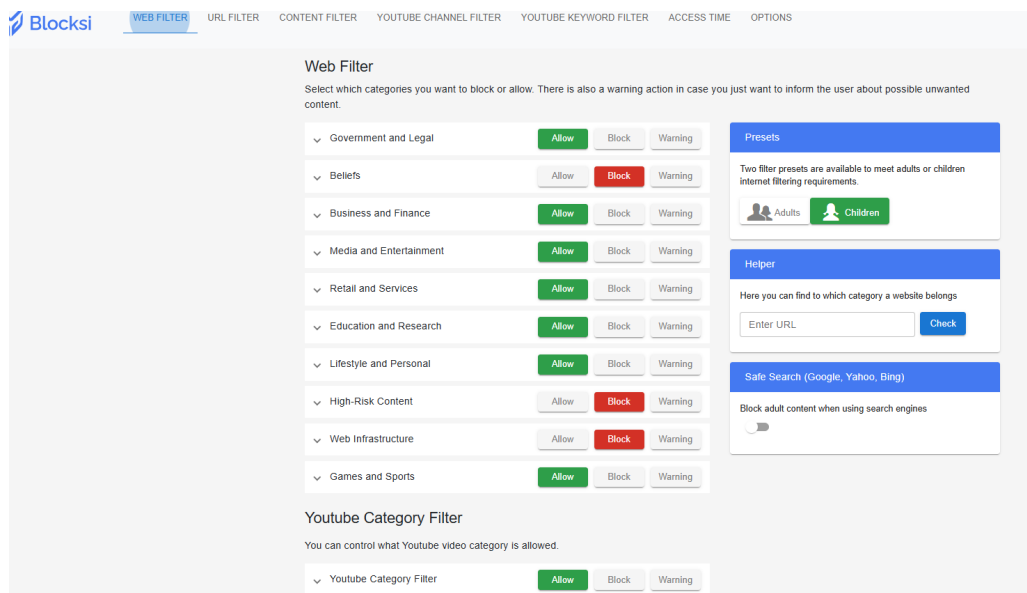 Blocksi
WEB FILTER
URL FILTER
CONTENT FILTER
YOUTUBE CHANNEL FILTER
YOUTUBE KEYWORD FILTER
ACCESS TIME
OPTIONS
Web Filter
Select which categories you want to block or allow. There is also a warning action in case you just want to inform the user about possible unwanted
content.
Government and Legal Allow Block Warning
Beliefs Allow Block Warning
Business and Finance Allow Block Warning
Media and Entertainment Allow Block Warning
Retail and Services Allow Block Warning
Education and Research Allow Block Warning
Lifestyle and Personal Allow Block Warning
High-Risk Content Allow Block Warning
Web Infrastructure Allow Block Warning
Games and Sports Allow Block Warning
Presets
Two filter presets are available to meet adults or children
internet filtering requirements.
Adults Children
Helper
Here you can find to which category a website belongs
Enter URL Check
Safe Search (Google, Yahoo, Bing)
Block adult content when using search engines
Youtube Category Filter
You can control what Youtube video category is allowed.
Youtube Category Filter Allow Block Warning